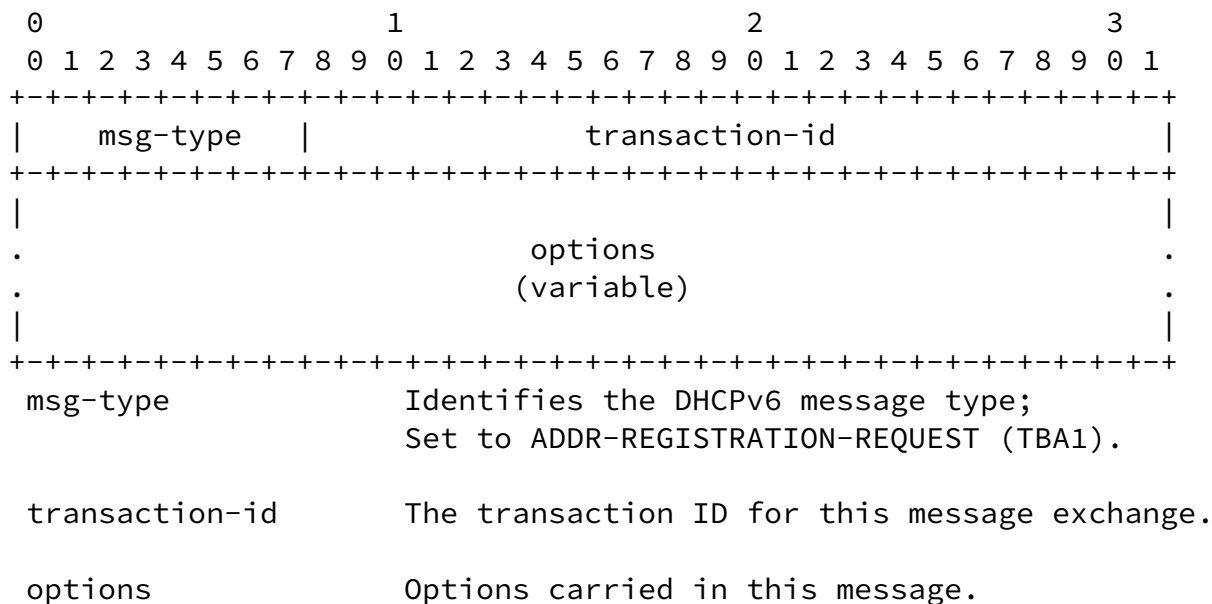 0                   1                   2                   3
 0 1 2 3 4 5 6 7 8 9 0 1 2 3 4 5 6 7 8 9 0 1 2 3 4 5 6 7 8 9 0 1
+-+-+-+-+-+-+-+-+-+-+-+-+-+-+-+-+-+-+-+-+-+-+-+-+-+-+-+-+-+-+-+-+
|    msg-type   |               transaction-id                  |
+-+-+-+-+-+-+-+-+-+-+-+-+-+-+-+-+-+-+-+-+-+-+-+-+-+-+-+-+-+-+-+-+
|                                                               |
.                            options                            .
.                           (variable)                          .
|                                                               |
+-+-+-+-+-+-+-+-+-+-+-+-+-+-+-+-+-+-+-+-+-+-+-+-+-+-+-+-+-+-+-+-+
 msg-type             Identifies the DHCPv6 message type;
                      Set to ADDR-REGISTRATION-REQUEST (TBA1).

 transaction-id       The transaction ID for this message exchange.

 options              Options carried in this message.